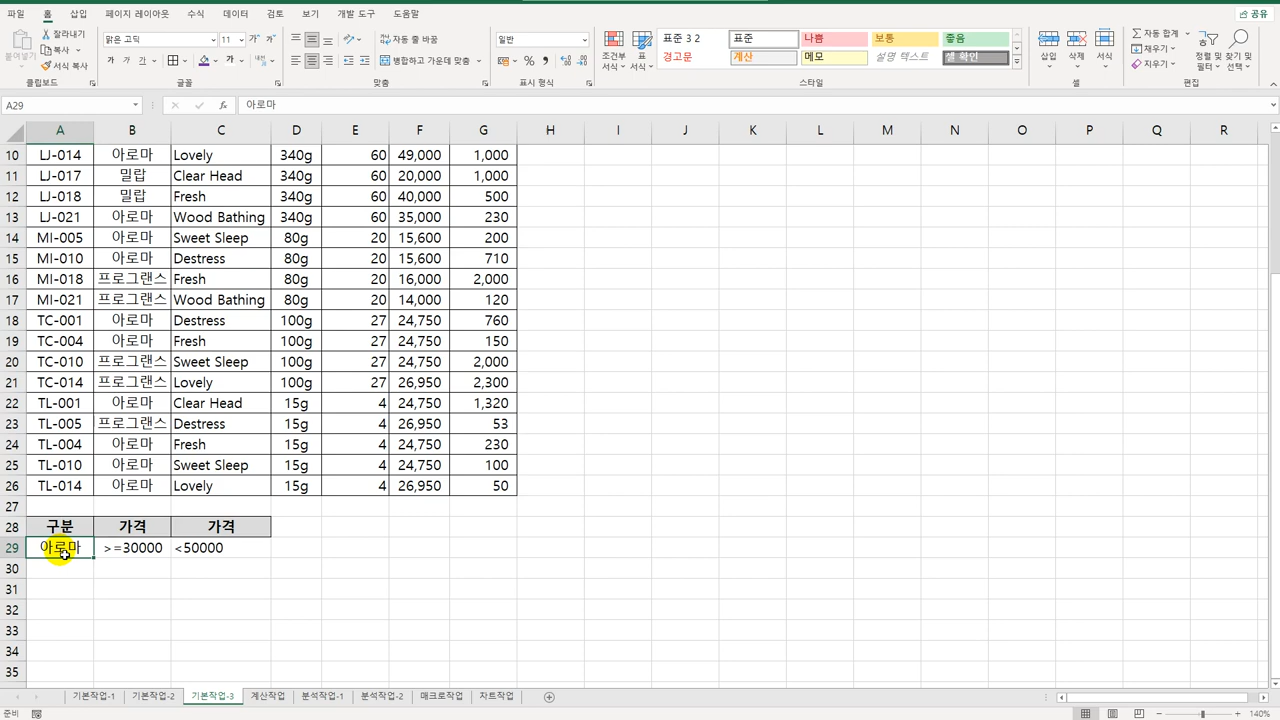 파일 홈 삽입 페이지 레이아웃 수식 데이터 검토 보기 개발 도구 도움말 공유
붙여넣기 잘라내기 복사 서식 복사 클립보드
맑은 고딕 11 가 가 가 가 가 글꼴
자동 줄 바꿈 병합하고 가운데 맞춤 맞춤
일반 % 표시 형식
조건부 서식 표 서식 표준 3 2 표준 나쁨 보통 좋음
경고문 계산 메모 설명 텍스트 셀 확인 스타일
삽입 삭제 서식 셀
자동 합계 채우기 지우기 정렬 및 필터 찾기 및 선택 편집
A29 fx 아로마
A B C D E F G H I J K L M N O P Q R
10 LJ-014 아로마 Lovely 340g 60 49,000 1,000
11 LJ-017 밀랍 Clear Head 340g 60 20,000 1,000
12 LJ-018 밀랍 Fresh 340g 60 40,000 500
13 LJ-021 아로마 Wood Bathing 340g 60 35,000 230
14 MI-005 아로마 Sweet Sleep 80g 20 15,600 200
15 MI-010 아로마 Destress 80g 20 15,600 710
16 MI-018 프로그랜스 Fresh 80g 20 16,000 2,000
17 MI-021 프로그랜스 Wood Bathing 80g 20 14,000 120
18 TC-001 아로마 Destress 100g 27 24,750 760
19 TC-004 아로마 Fresh 100g 27 24,750 150
20 TC-010 프로그랜스 Sweet Sleep 100g 27 24,750 2,000
21 TC-014 프로그랜스 Lovely 100g 27 26,950 2,300
22 TL-001 아로마 Clear Head 15g 4 24,750 1,320
23 TL-005 프로그랜스 Destress 15g 4 26,950 53
24 TL-004 아로마 Fresh 15g 4 24,750 230
25 TL-010 아로마 Sweet Sleep 15g 4 24,750 100
26 TL-014 아로마 Lovely 15g 4 26,950 50
27
28 구분 가격 가격
29 아로마 >=30000 <50000
30
31
32
33
34
35
기본작업-1 기본작업-2 기본작업-3 계산작업 분석작업-1 분석작업-2 매크로작업 차트작업
준비 140%